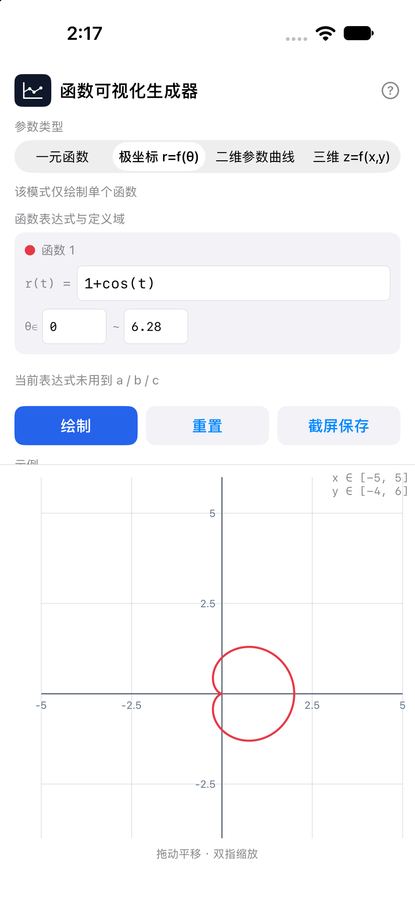 2:17
函数可视化生成器
参数类型
一元函数 极坐标 r=f(θ) 二维参数曲线 三维 z=f(x,y)
该模式仅绘制单个函数
函数表达式与定义域
函数 1
r(t) = 1+cos(t)
θ∈ 0 ~ 6.28
当前表达式未用到 a / b / c
绘制 重置 截屏保存
示例
x ∈ [-5, 5]
y ∈ [-4, 6]
5
2.5
-5 -2.5 2.5 5
-2.5
拖动平移 · 双指缩放